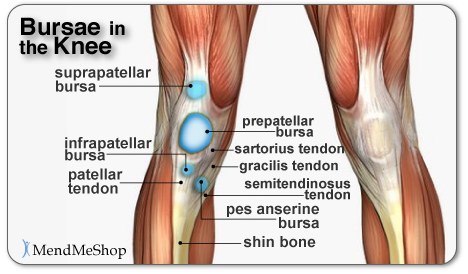 Bursae in
the Knee
suprapatellar
bursa
prepatellar
bursa
infrapatellar
bursa
sartorius tendon
gracilis tendon
patellar
tendon
semitendinosus
tendon
pes anserine
bursa
shin bone
MendMeShop